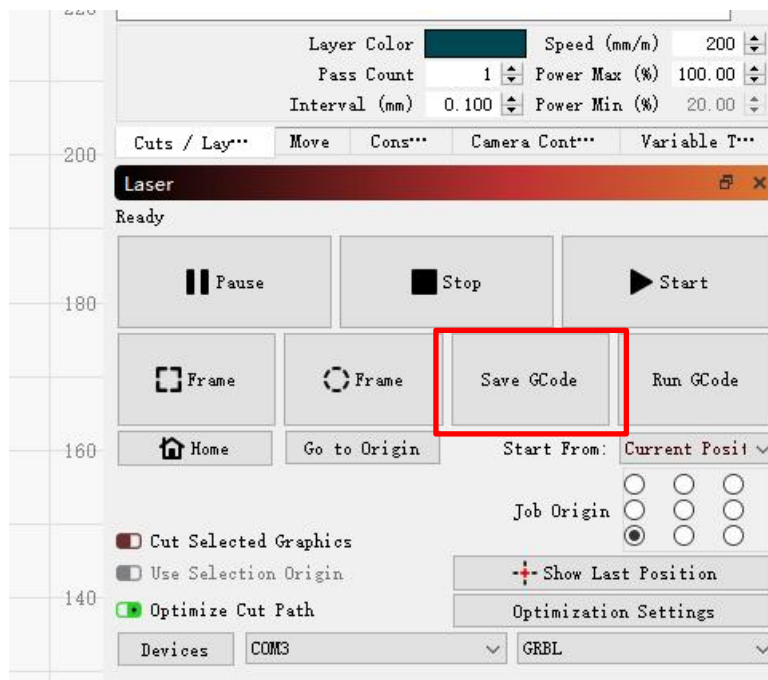 Layer Color Speed (mm/m) 200
Pass Count 1 Power Max (%) 100.00
Interval (mm) 0.100 Power Min (%) 20.00
Cuts / Lay··· Move Cons··· Camera Cont··· Variable T···
200
Laser
Ready
Pause Stop Start
180
Frame Frame Save GCode Run GCode
160
Home Go to Origin Start From: Current Posit
Job Origin
Cut Selected Graphics
Use Selection Origin Show Last Position
140
Optimize Cut Path Optimization Settings
Devices COM3 GRBL